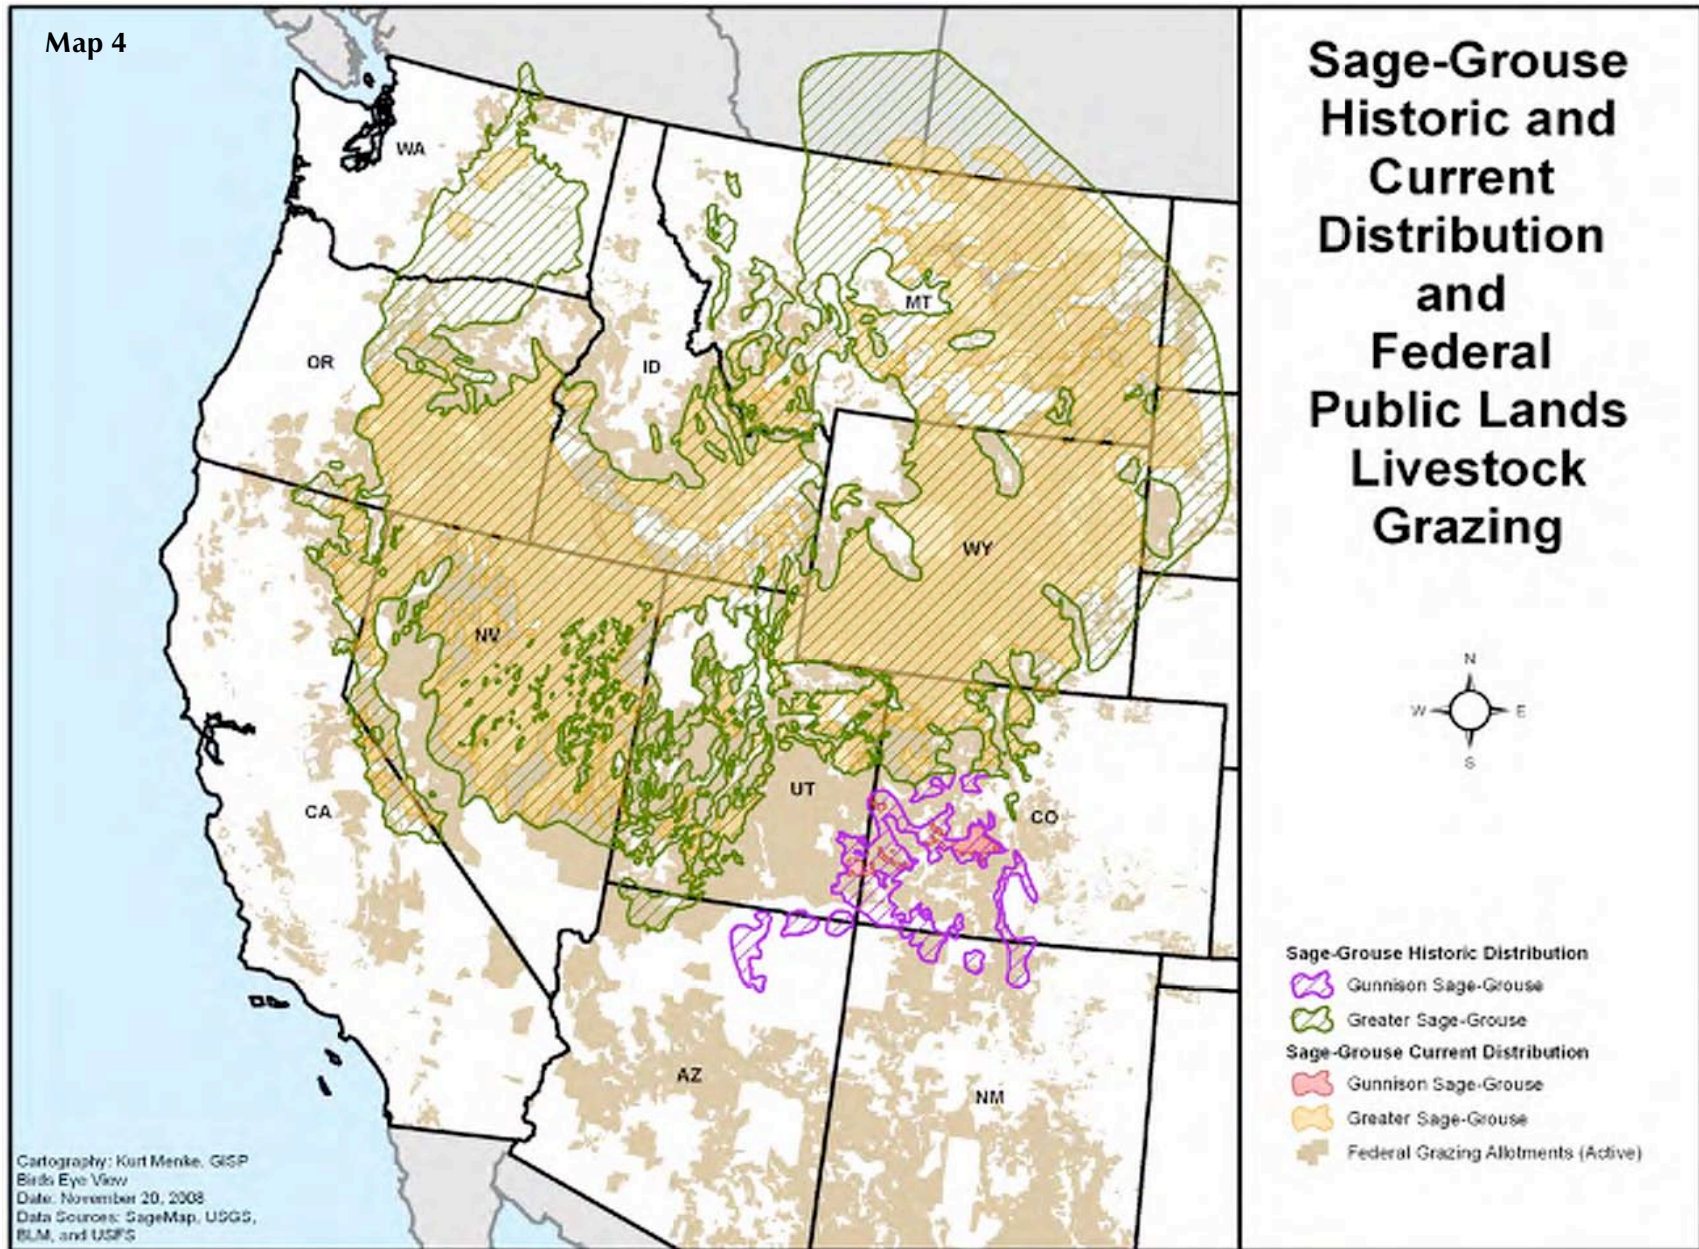 Map 4
Sage-Grouse
Historic and
Current
Distribution
and
Federal
Public Lands
Livestock
Grazing
WA
MT
OR
ID
WY
NV
UT
CO
CA
AZ
NM
N
W
E
S
Sage-Grouse Historic Distribution
Gunnison Sage-Grouse
Greater Sage-Grouse
Sage-Grouse Current Distribution
Gunnison Sage-Grouse
Greater Sage-Grouse
Federal Grazing Allotments (Active)
Cartography: Kurt Menke, GISP
Birds Eye View
Date: November 20, 2008
Data Sources: SageMap, USGS,
BLM, and USFS